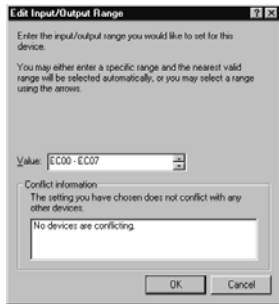 Edit Input/Output Range
Enter the input/output range you would like to set for this
device.
You may either enter a specific range and the nearest valid
range will be selected automatically, or you may select a range
using the arrows.
Value: EC00 - EC07
Conflict information
The setting you have chosen does not conflict with any
other devices.
No devices are conflicting.
OK Cancel